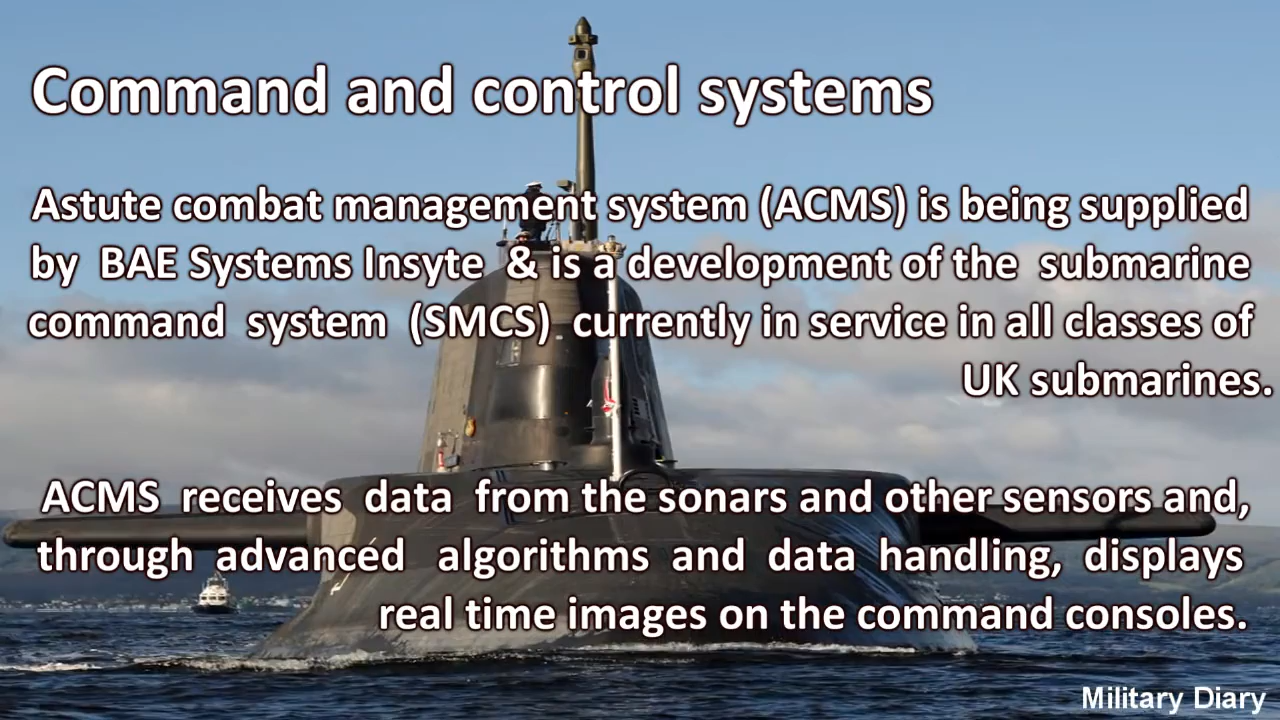 Command and control systems
Astute combat management system (ACMS) is being supplied
by BAE Systems Insyte & is a development of the submarine
command system (SMCS) currently in service in all classes of
UK submarines.
ACMS receives data from the sonars and other sensors and,
through advanced algorithms and data handling, displays
real time images on the command consoles.
Military Diary